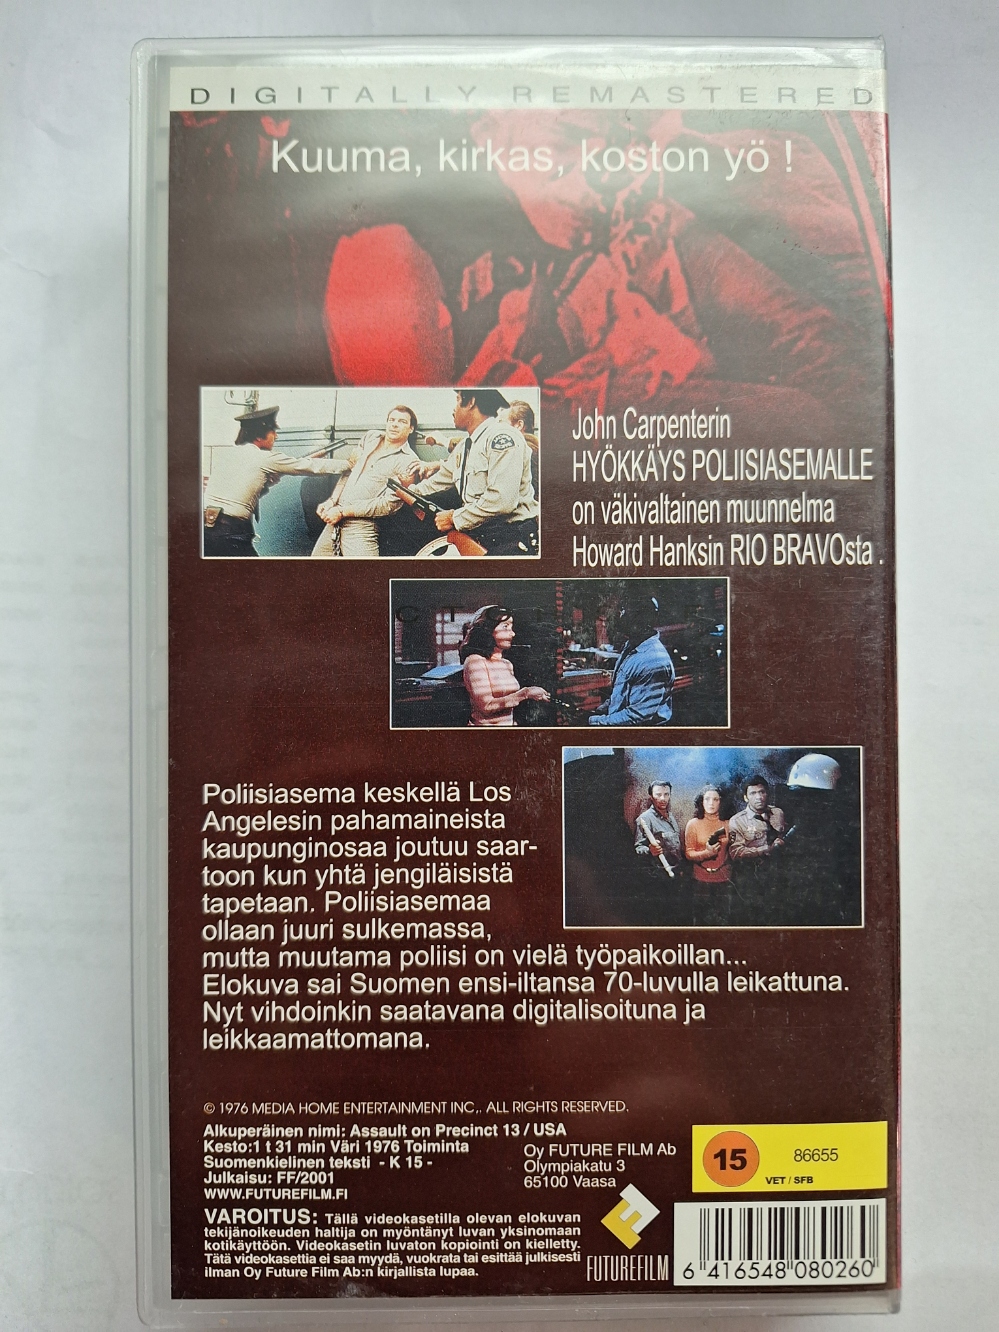 DIGITALLY REMASTERED
Kuuma, kirkas, koston yö !
John Carpenterin
HYÖKKÄYS POLIISIASEMALLE
on väkivaltainen muunnelma
Howard Hanksin RIO BRAVOsta .
Poliisiasema keskellä Los
Angelesin pahamaineista
kaupunginosaa joutuu saar-
toon kun yhtä jengiläisistä
tapetaan. Poliisiasemaa
ollaan juuri sulkemassa,
mutta muutama poliisi on vielä työpaikoillan...
Elokuva sai Suomen ensi-iltansa 70-luvulla leikattuna.
Nyt vihdoinkin saatavana digitalisoituna ja
leikkaamattomana.
© 1976 MEDIA HOME ENTERTAINMENT INC,. ALL RIGHTS RESERVED.
Alkuperäinen nimi: Assault on Precinct 13 / USA
Kesto:1 t 31 min Väri 1976 Toiminta
Suomenkielinen teksti - K 15 -
Julkaisu: FF/2001
WWW.FUTUREFILM.FI
Oy FUTURE FILM Ab
Olympiakatu 3
65100 Vaasa
15 86655
VET / SFB
VAROITUS: Tällä videokasetilla olevan elokuvan
tekijänoikeuden haltija on myöntänyt luvan yksinomaan
kotikäyttöön. Videokasetin luvaton kopiointi on kielletty.
Tätä videokasettia ei saa myydä, vuokrata tai esittää julkisesti
ilman Oy Future Film Ab:n kirjallista lupaa.
FUTUREFILM
6 416548 080260